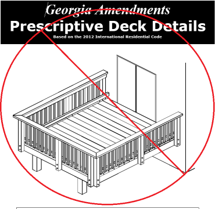 Georgia Amendments
Prescriptive Deck Details
Based on the 2012 International Residential Code